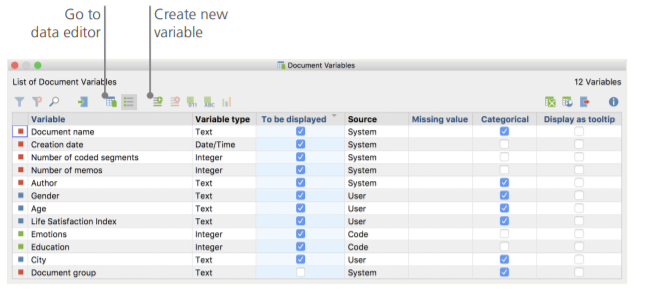 Go to
data editor
Create new
variable
Document Variables
List of Document Variables
12 Variables
Variable Variable type To be displayed Source Missing value Categorical Display as tooltip
Document name Text System
Creation date Date/Time System
Number of coded segments Integer System
Number of memos Integer System
Author Text System
Gender Text User
Age Text User
Life Satisfaction Index Text User
Emotions Integer Code
Education Integer Code
City Text User
Document group Text System